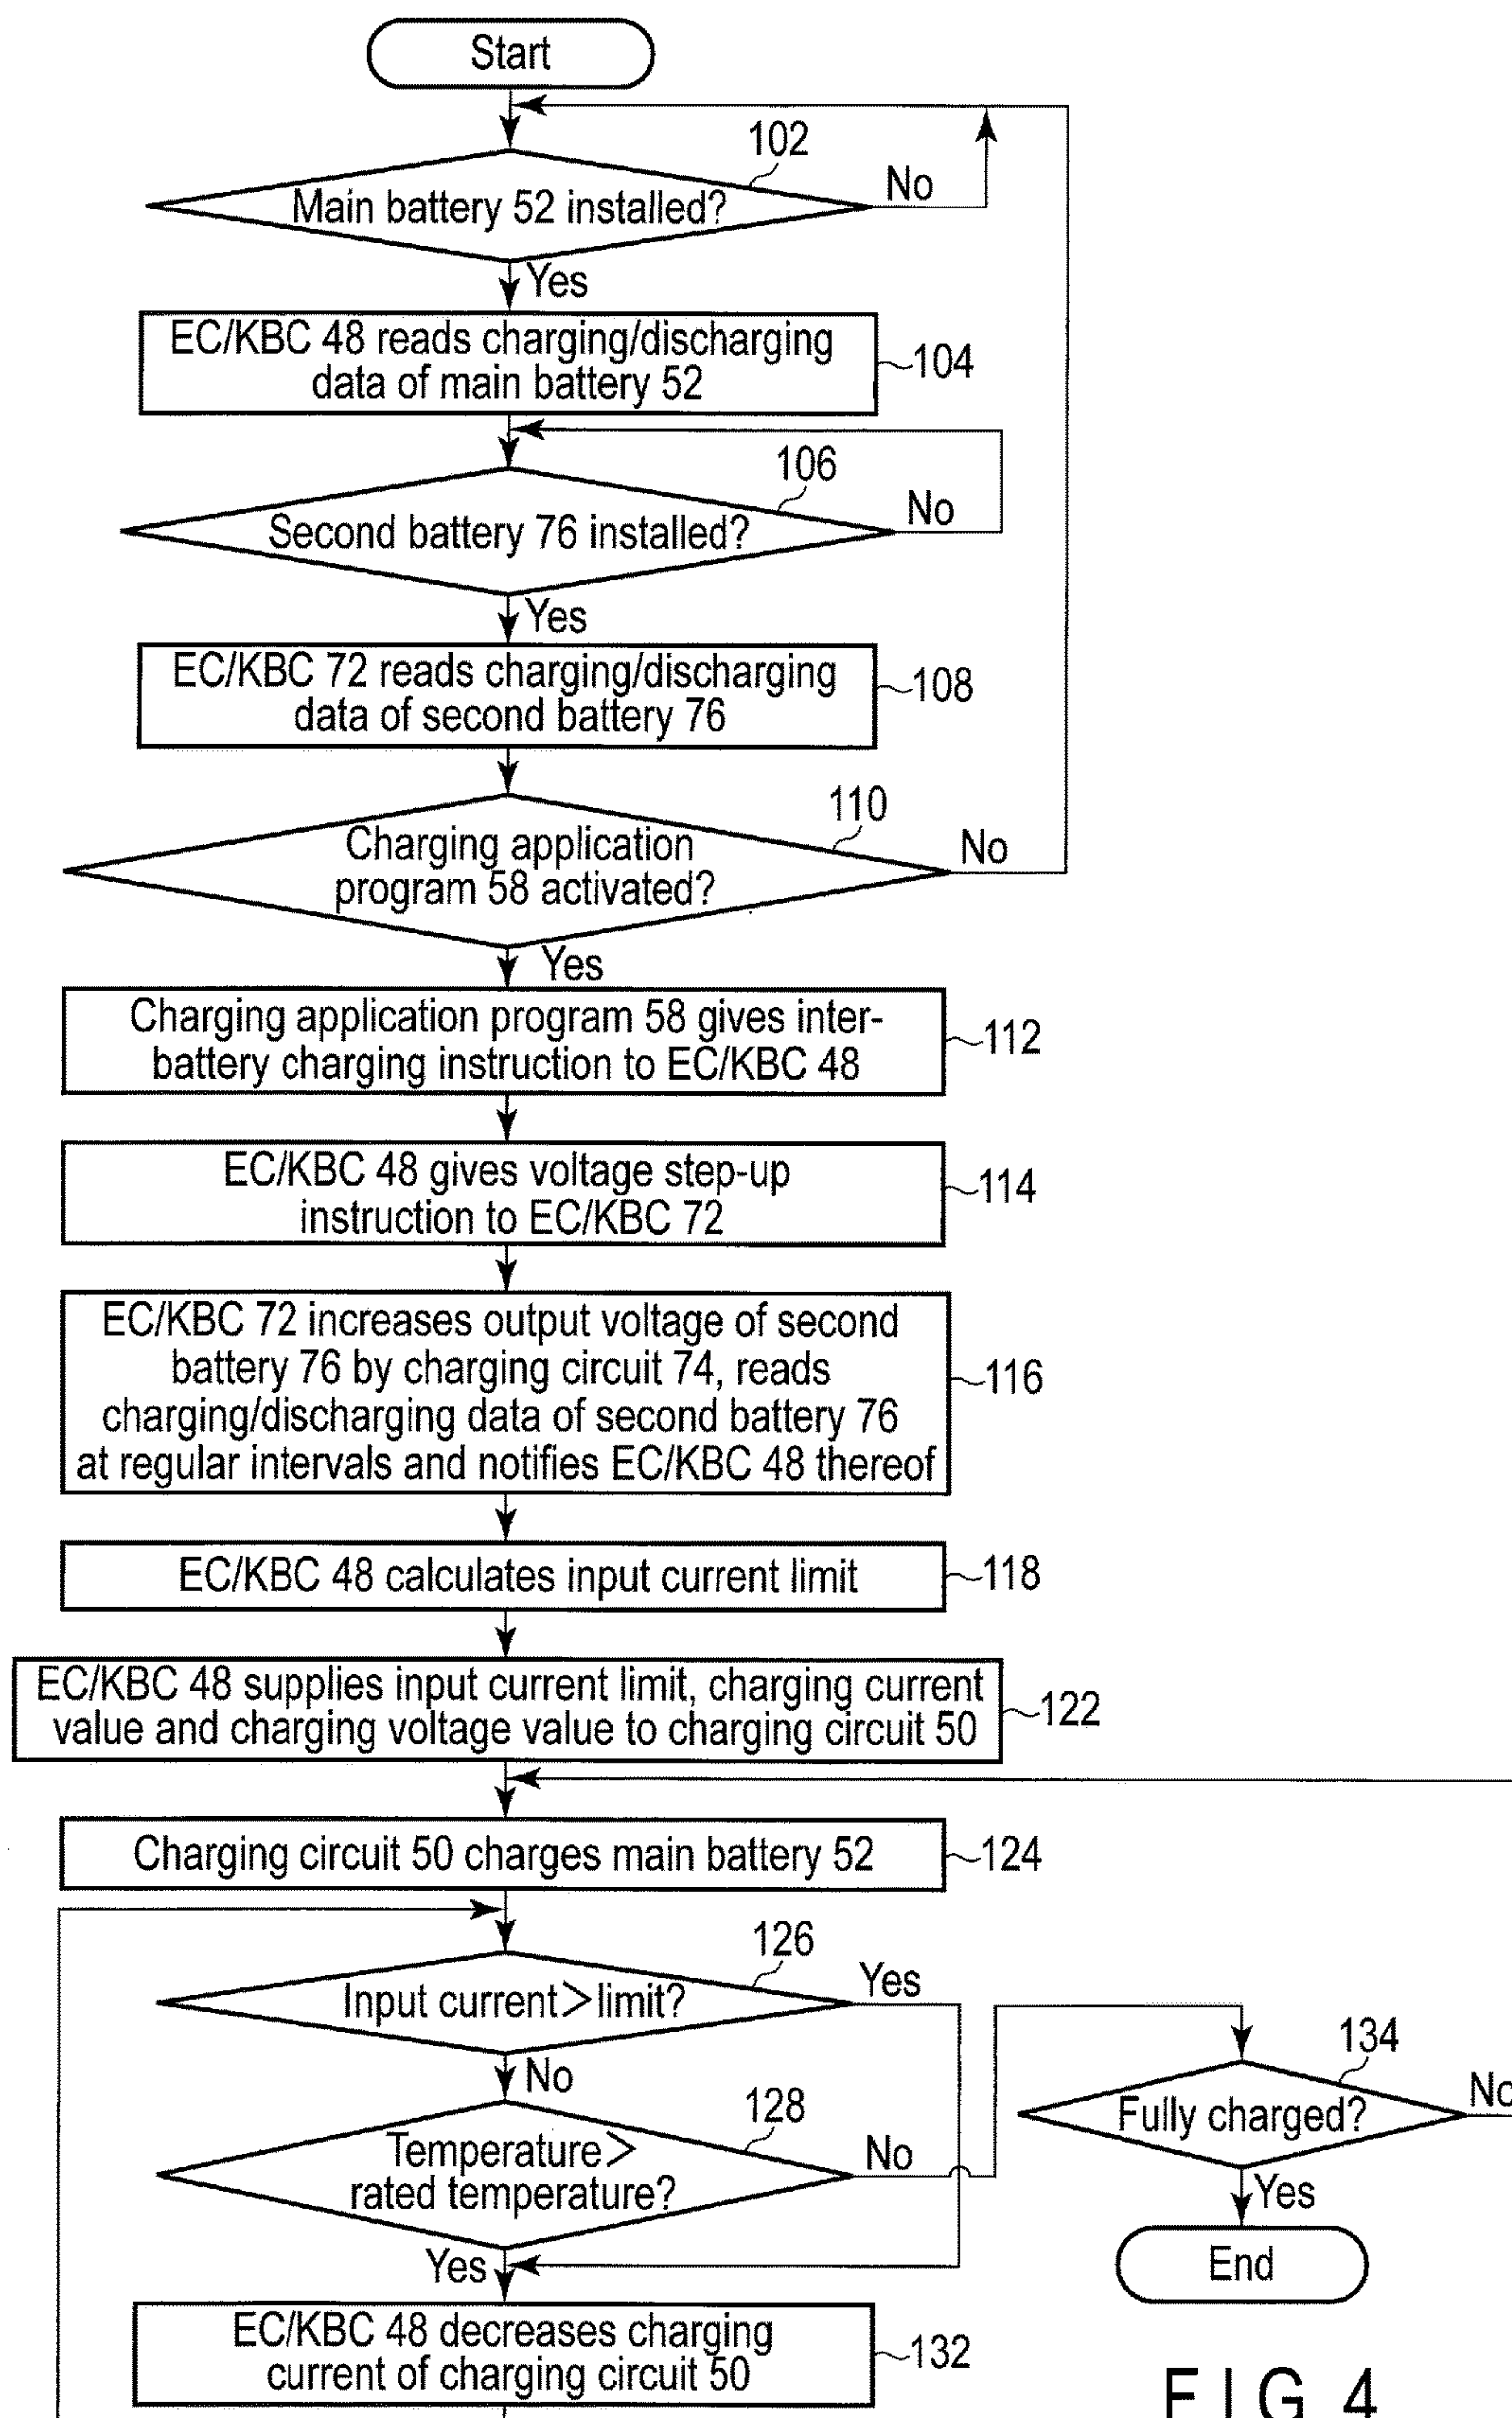 Start
102
Main battery 52 installed?
No
Yes
EC/KBC 48 reads charging/discharging
data of main battery 52
104
106
Second battery 76 installed?
No
Yes
EC/KBC 72 reads charging/discharging
data of second battery 76
108
110
Charging application
program 58 activated?
No
Yes
Charging application program 58 gives inter-
battery charging instruction to EC/KBC 48
112
EC/KBC 48 gives voltage step-up
instruction to EC/KBC 72
114
EC/KBC 72 increases output voltage of second
battery 76 by charging circuit 74, reads
charging/discharging data of second battery 76
at regular intervals and notifies EC/KBC 48 thereof
116
EC/KBC 48 calculates input current limit
118
EC/KBC 48 supplies input current limit, charging current
value and charging voltage value to charging circuit 50
122
Charging circuit 50 charges main battery 52
124
126
Input current>limit?
Yes
No
128
Temperature>
rated temperature?
No
Yes
134
Fully charged?
No
Yes
End
EC/KBC 48 decreases charging
current of charging circuit 50
132
FIG. 4